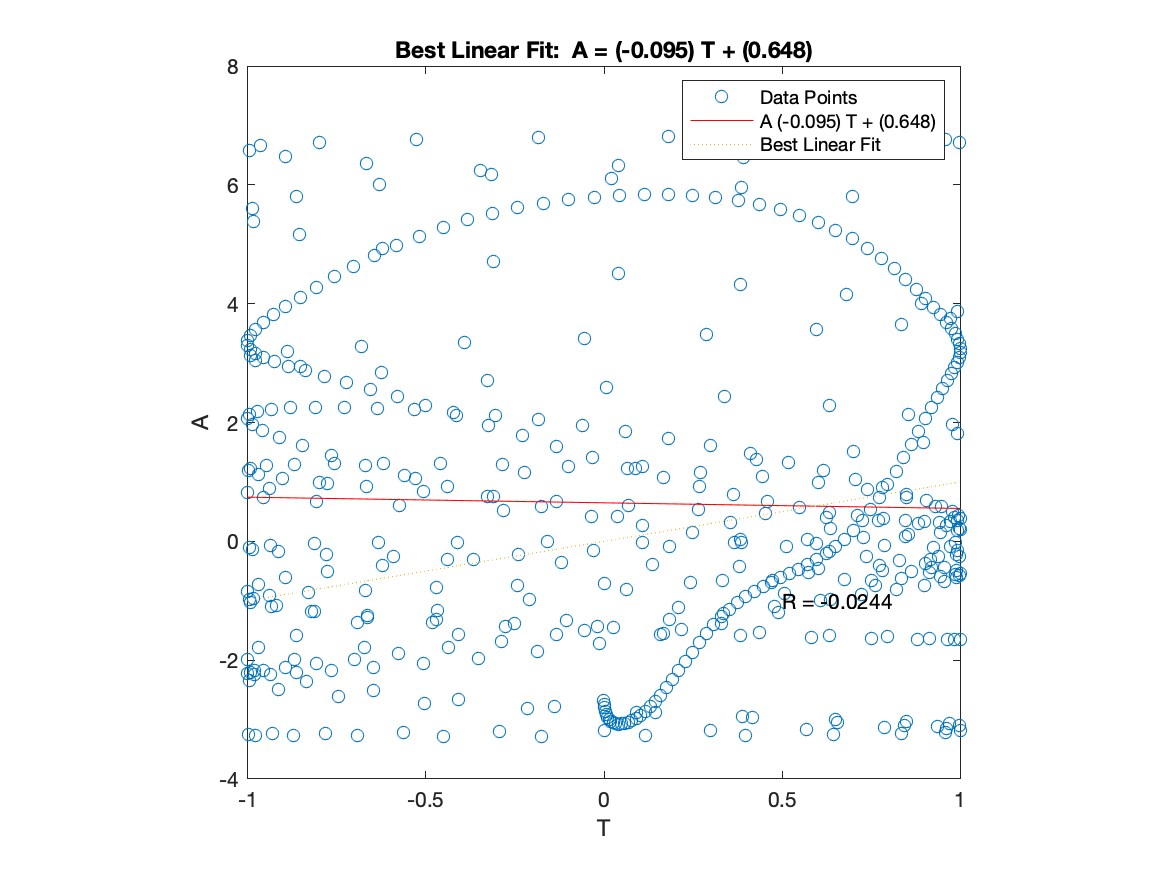 Best Linear Fit:  A = (-0.095) T + (0.648)
Data Points
A (-0.095) T + (0.648)
Best Linear Fit
8
6
4
2
0
-2
-4
A
R = -0.0244
-1
-0.5
0
0.5
1
T